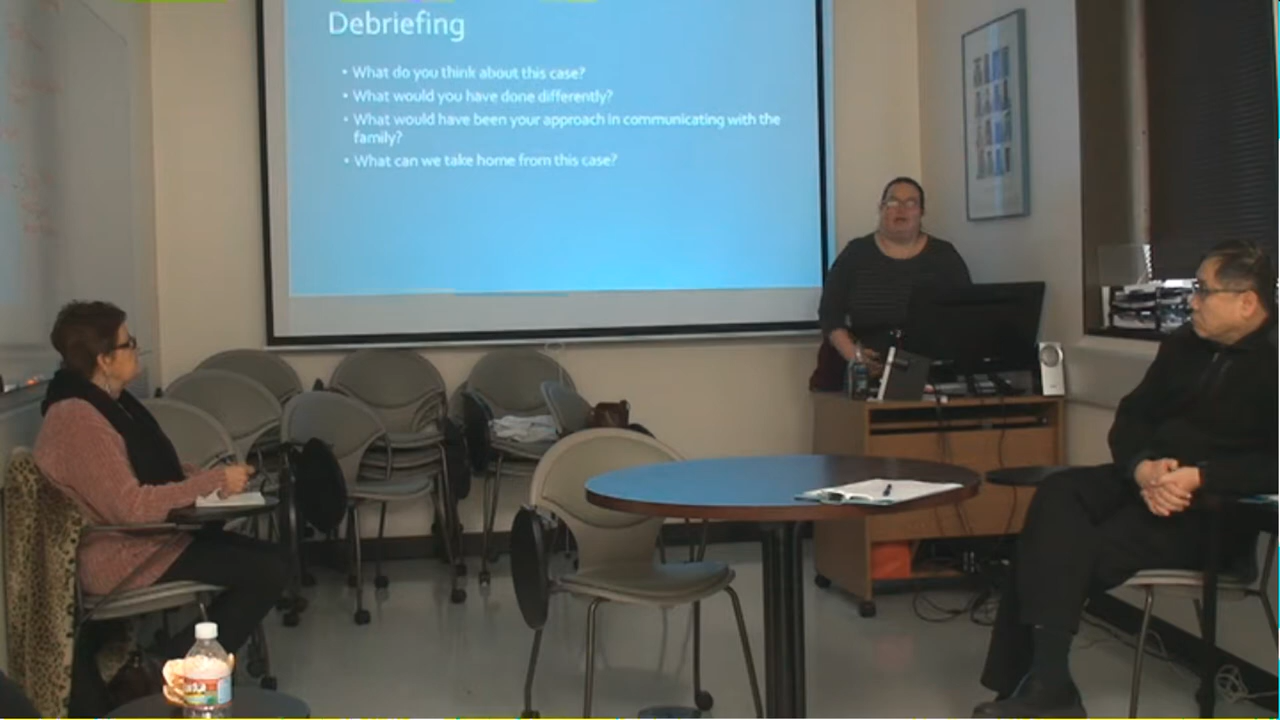 Debriefing
• What do you think about this case?
• What would you have done differently?
• What would have been your approach in communicating with the
family?
• What can we take home from this case?